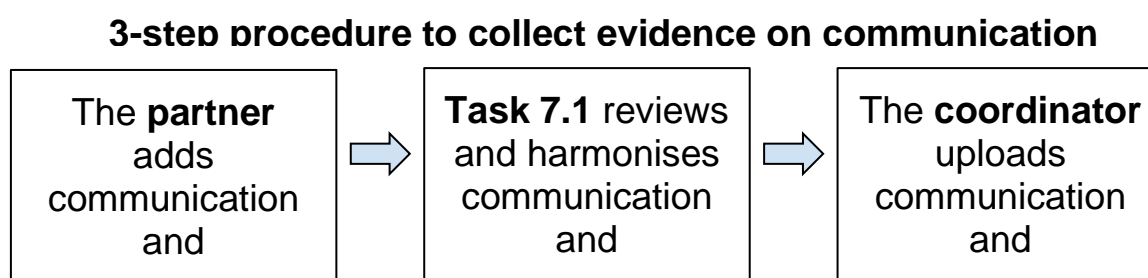 3-step procedure to collect evidence on communication
The partner
adds
communication
and
Task 7.1 reviews
and harmonises
communication
and
The coordinator
uploads
communication
and